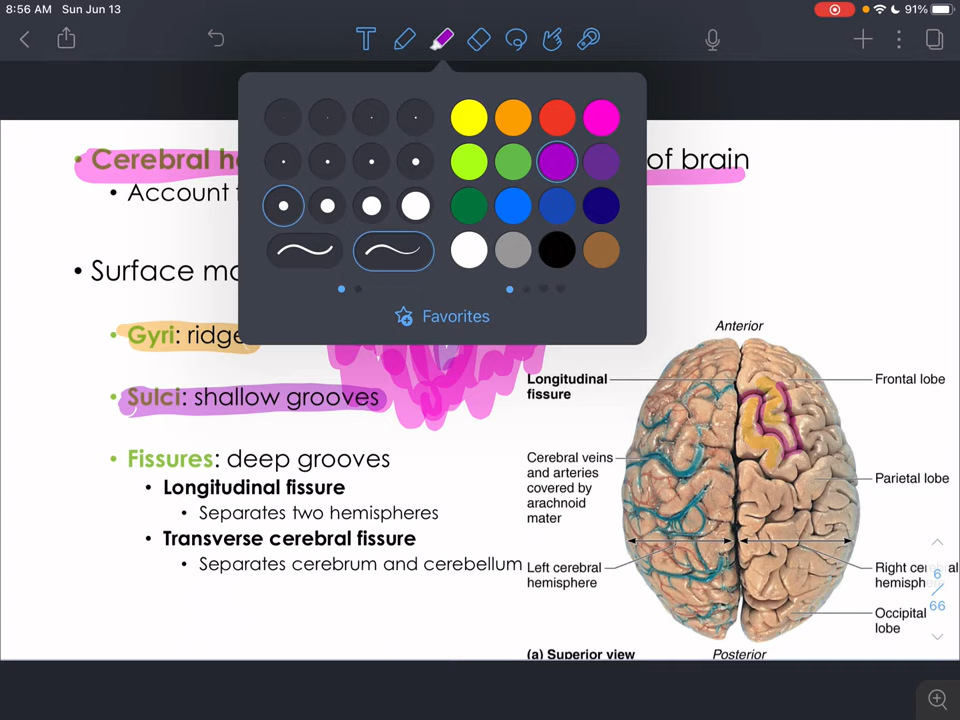 8:56 AM Sun Jun 13
91%
• Cerebral
of brain
• Account
• Surface
Favorites
• Gyri: ridge
• Sulci: shallow grooves
• Fissures: deep grooves
• Longitudinal fissure
• Separates two hemispheres
• Transverse cerebral fissure
• Separates cerebrum and cerebellum
Anterior
Longitudinal
fissure
Frontal lobe
Cerebral veins
and arteries
covered by
arachnoid
mater
Parietal lobe
Left cerebral
hemisphere
Right
Occipital
lobe
(a) Superior view
Posterior
6
66